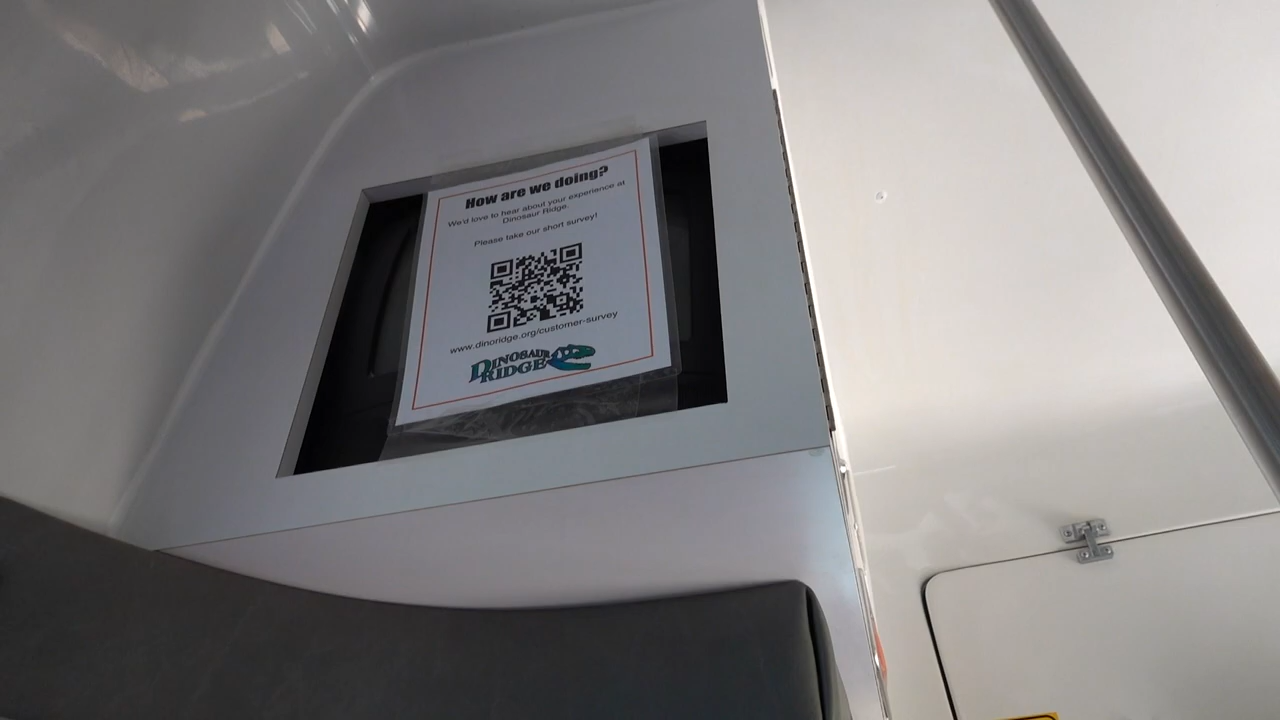 How are we doing?
We'd love to hear about your experience at
Dinosaur Ridge.
Please take our short survey!
www.dinoridge.org/customer-survey
DINOSAUR
RIDGE